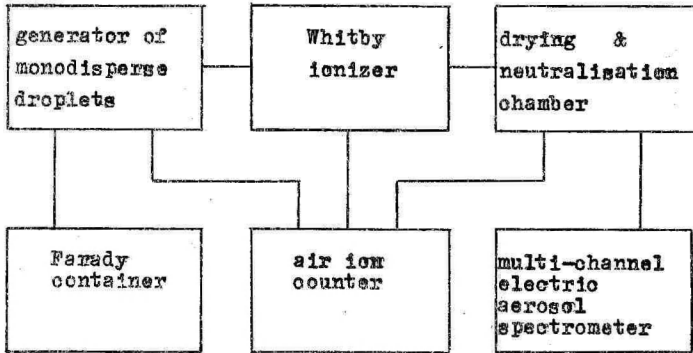 generator of
monodisperse
droplets
Whitby
ionizer
drying &
neutralisation
chamber
Farady
container
air ion
counter
multi-channel
electric
aerosol
spectrometer